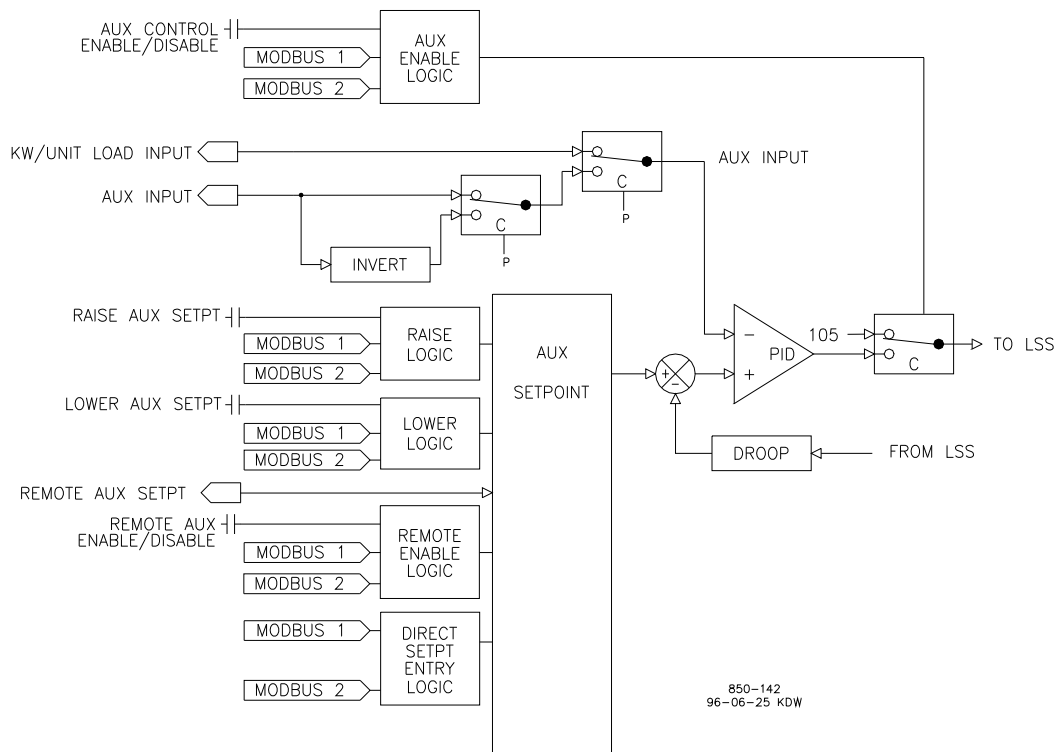 AUX CONTROL
ENABLE/DISABLE
MODBUS 1
MODBUS 2
AUX
ENABLE
LOGIC
KW/UNIT LOAD INPUT
AUX INPUT
C
P
AUX INPUT
C
P
INVERT
RAISE AUX SETPT
MODBUS 1
MODBUS 2
RAISE
LOGIC
LOWER AUX SETPT
MODBUS 1
MODBUS 2
LOWER
LOGIC
REMOTE AUX SETPT
REMOTE AUX
ENABLE/DISABLE
MODBUS 1
MODBUS 2
REMOTE
ENABLE
LOGIC
MODBUS 1
MODBUS 2
DIRECT
SETPT
ENTRY
LOGIC
AUX
SETPOINT
+
-
-
+
PID
105
C
TO LSS
DROOP
FROM LSS
850-142
96-06-25 KDW